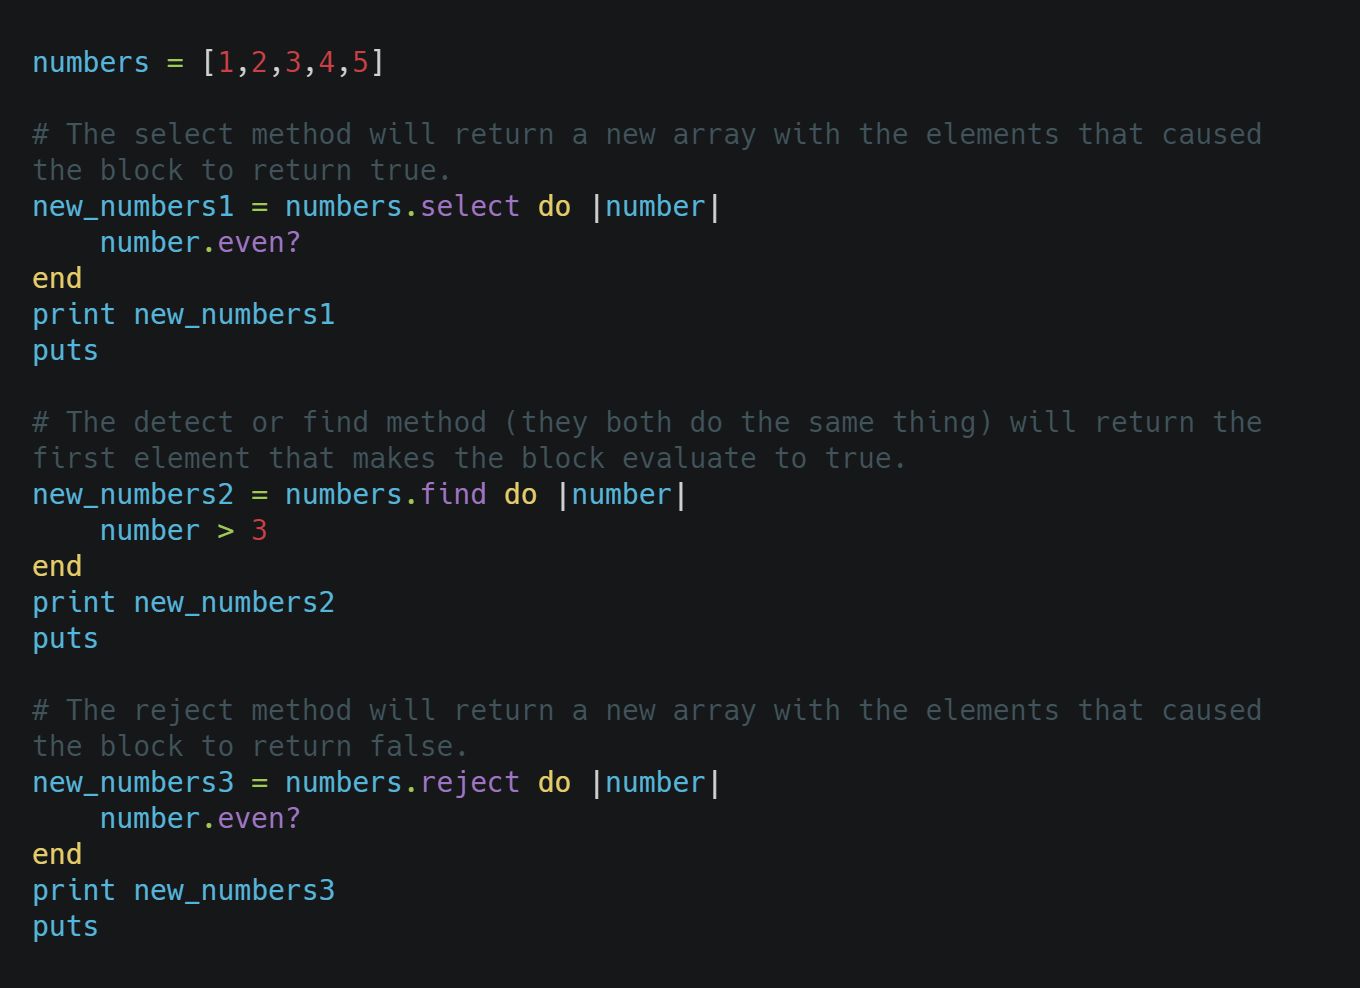 numbers = [1,2,3,4,5]
# The select method will return a new array with the elements that caused
the block to return true.
new_numbers1 = numbers.select do |number|
    number.even?
end
print new_numbers1
puts
# The detect or find method (they both do the same thing) will return the
first element that makes the block evaluate to true.
new_numbers2 = numbers.find do |number|
    number > 3
end
print new_numbers2
puts
# The reject method will return a new array with the elements that caused
the block to return false.
new_numbers3 = numbers.reject do |number|
    number.even?
end
print new_numbers3
puts